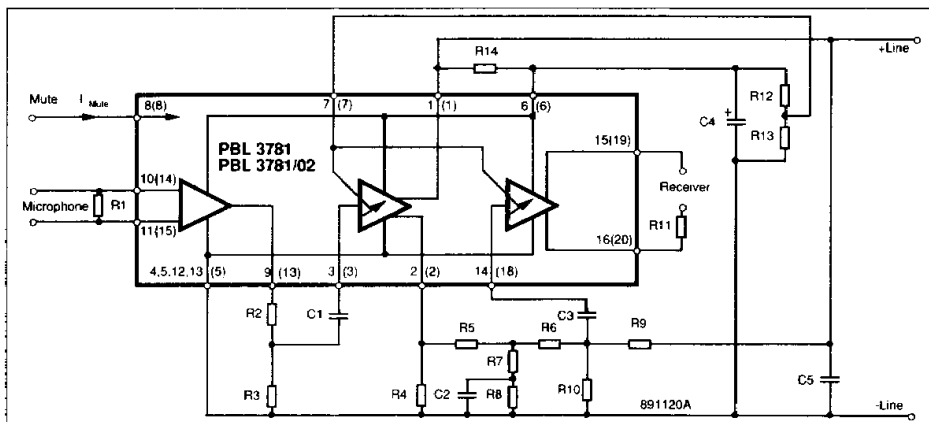 +Line
R14
Mute
I Mute
8(8)
7
(7)
1
(1)
6
(6)
R12
C4
+
R13
PBL 3781
PBL 3781/02
15(19)
10(14)
Receiver
Microphone
R1
R11
11(15)
16(20)
4,5,12,13
(5)
9
(13)
3
(3)
2
(2)
14
(18)
R2
C1
C3
R5
R6
R9
R7
R3
R4
C2
R8
R10
C5
891120A
-Line